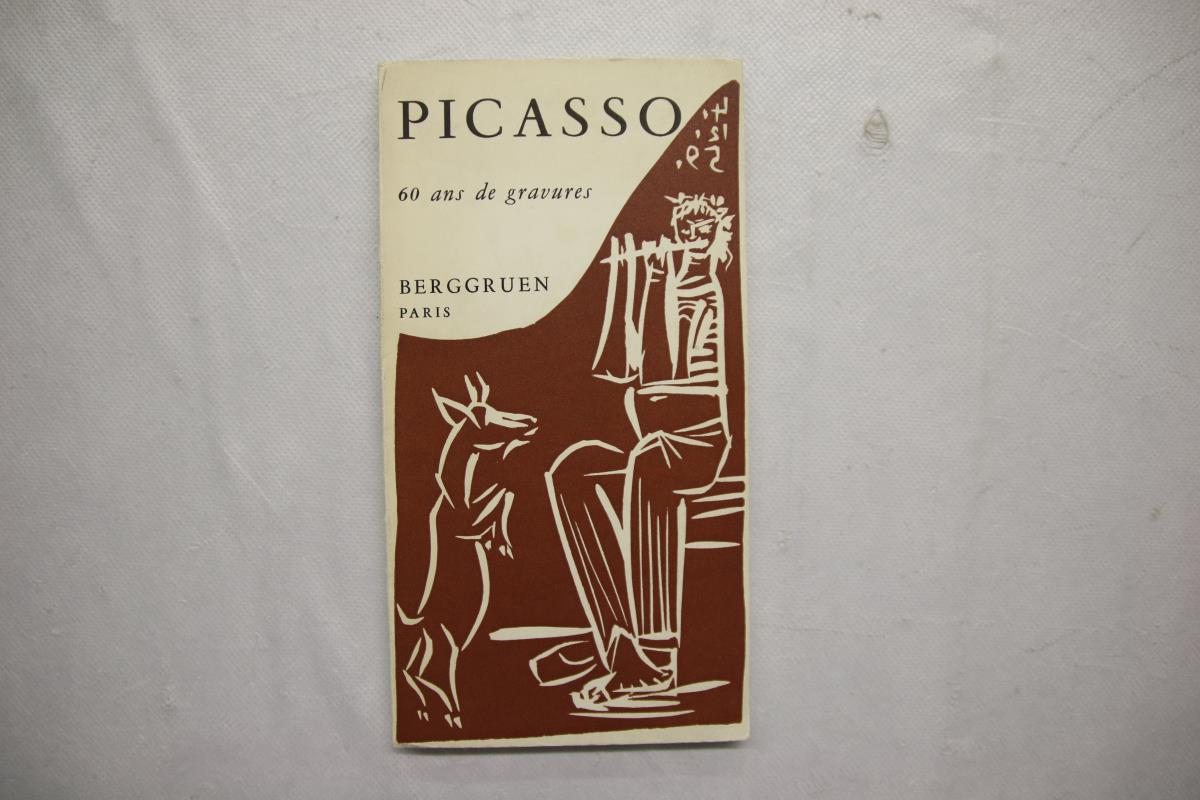 PICASSO
60 ans de gravures
BERGGRUEN
PARIS